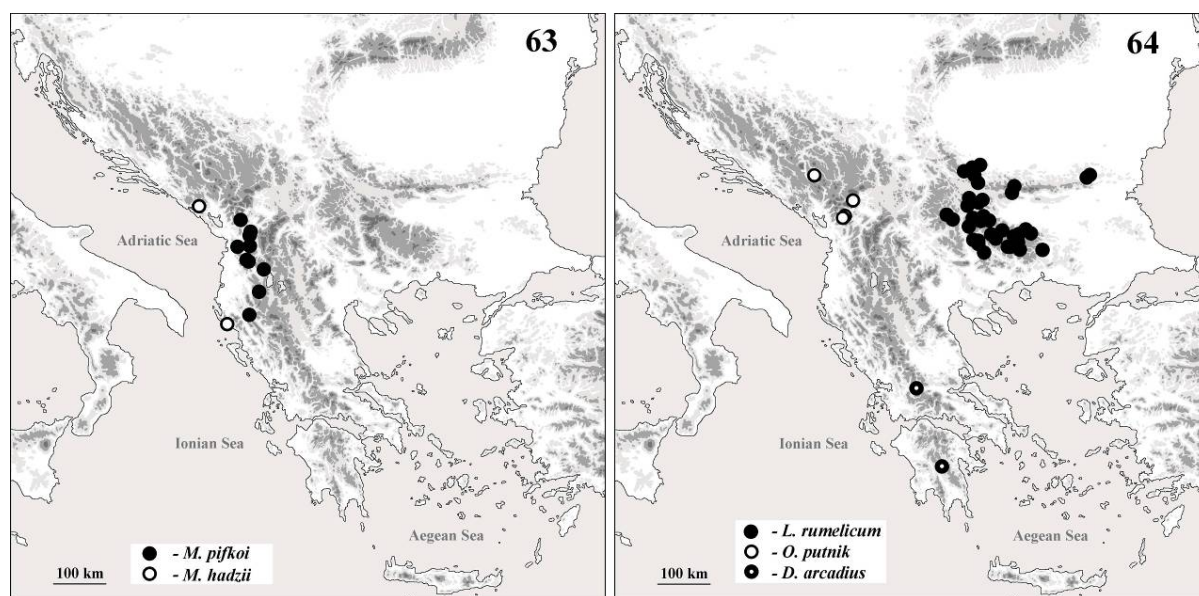 63
Adriatic Sea
Ionian Sea
Aegean Sea
- M. pifkoi
- M. hadzii
100 km
64
Adriatic Sea
Ionian Sea
Aegean Sea
- L. rumelicum
- O. putnik
- D. arcadius
100 km